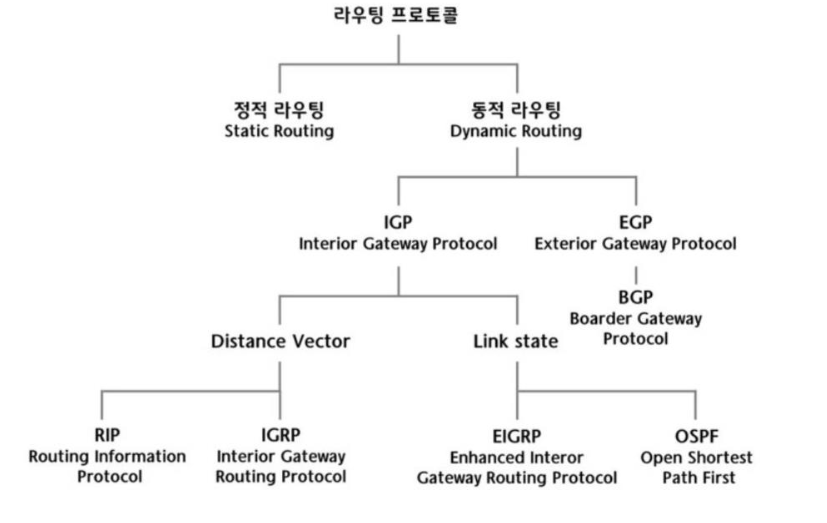 라우팅 프로토콜
정적 라우팅
Static Routing
동적 라우팅
Dynamic Routing
IGP
Interior Gateway Protocol
EGP
Exterior Gateway Protocol
BGP
Boarder Gateway
Protocol
Distance Vector
Link state
RIP
Routing Information
Protocol
IGRP
Interior Gateway
Routing Protocol
EIGRP
Enhanced Interor
Gateway Routing Protocol
OSPF
Open Shortest
Path First